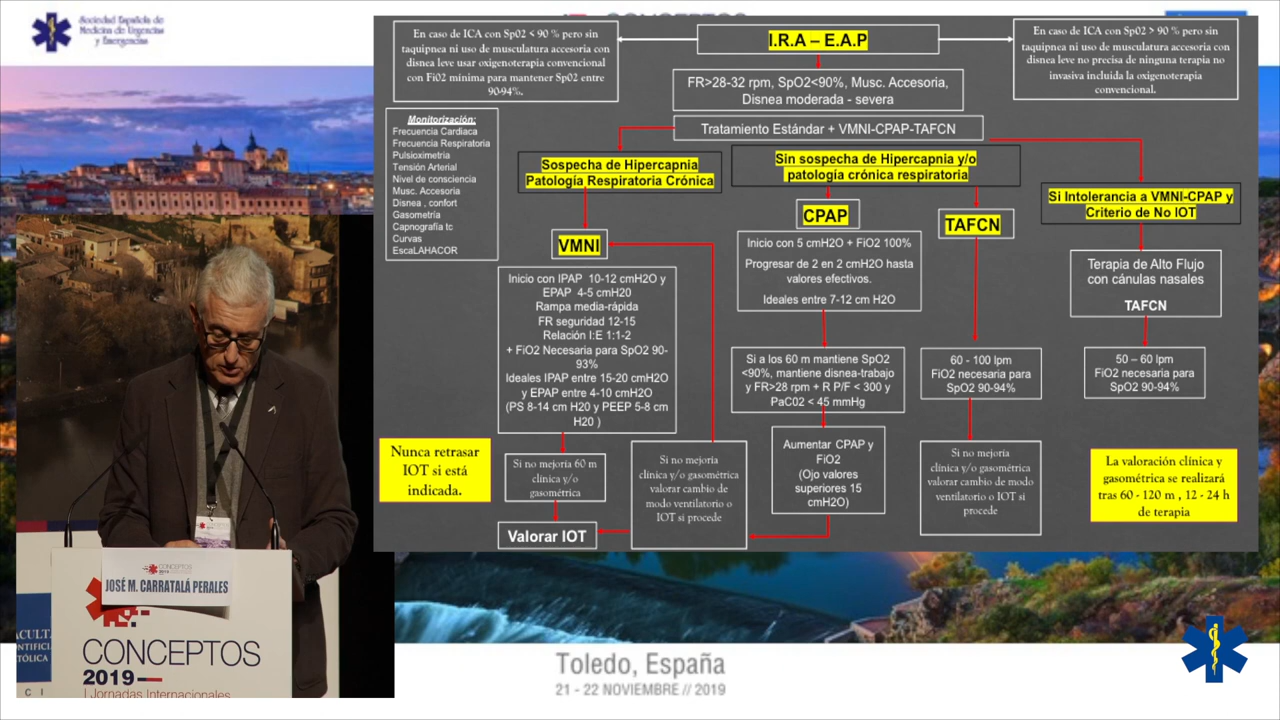 Sociedad Española de
Medicina de Urgencias
y Emergencias
CONCEPTOS
En caso de ICA con Sp02 < 90 % pero sin
taquipnea ni uso de musculatura accesoria con
disnea leve usar oxigenoterapia convencional
con Fi02 mínima para mantener Sp02 entre
90-94%.
I.R.A – E.A.P
En caso de ICA con Sp02 > 90 % pero sin
taquipnea ni uso de musculatura accesoria con
disnea leve no precisa de ninguna terapia no
invasiva incluida la oxigenoterapia
convencional.
FR>28-32 rpm, SpO2<90%, Musc. Accesoria,
Disnea moderada - severa
Tratamiento Estándar + VMNI-CPAP-TAFCN
Monitorización:
Frecuencia Cardiaca
Frecuencia Respiratoria
Pulsioximetria
Tensión Arterial
Nivel de consciencia
Musc. Accesoria
Disnea , confort
Gasometría
Capnografía tc
Curvas
EscaLAHACOR
Sospecha de Hipercapnia
Patología Respiratoria Crónica
Sin sospecha de Hipercapnia y/o
patología crónica respiratoria
Si Intolerancia a VMNI-CPAP y
Criterio de No IOT
VMNI
CPAP
TAFCN
Inicio con IPAP 10-12 cmH2O y
EPAP 4-5 cmH20
Rampa media-rápida
FR seguridad 12-15
Relación I:E 1:1-2
+ FiO2 Necesaria para SpO2 90-
93%
Ideales IPAP entre 15-20 cmH2O
y EPAP entre 4-10 cmH2O
(PS 8-14 cm H20 y PEEP 5-8 cm
H20 )
Inicio con 5 cmH2O + FiO2 100%
Progresar de 2 en 2 cmH2O hasta
valores efectivos.
Ideales entre 7-12 cm H2O
Terapia de Alto Flujo
con cánulas nasales
TAFCN
Si a los 60 m mantiene SpO2
<90%, mantiene disnea-trabajo
y FR>28 rpm + R P/F < 300 y
PaC02 < 45 mmHg
60 - 100 lpm
FiO2 necesaria para
SpO2 90-94%
50 – 60 lpm
FiO2 necesaria para
SpO2 90-94%
Nunca retrasar
IOT si está
indicada.
Si no mejoría 60 m
clínica y/o
gasométrica
Valorar IOT
Si no mejoría
clínica y/o gasométrica
valorar cambio de
modo ventilatorio o
IOT si procede
Aumentar CPAP y
FiO2
(Ojo valores
superiores 15
cmH2O)
Si no mejoría
clínica y/o gasométrica
valorar cambio de modo
ventilatorio o IOT si
procede
La valoración clínica y
gasométrica se realizará
tras 60 - 120 m , 12 - 24 h
de terapia
CONCEPTOS
JOSÉ M. CARRATALÁ PERALES
CONCEPTOS
2019
I Jornadas Internacionales
Toledo, España
21 - 22 NOVIEMBRE // 2019